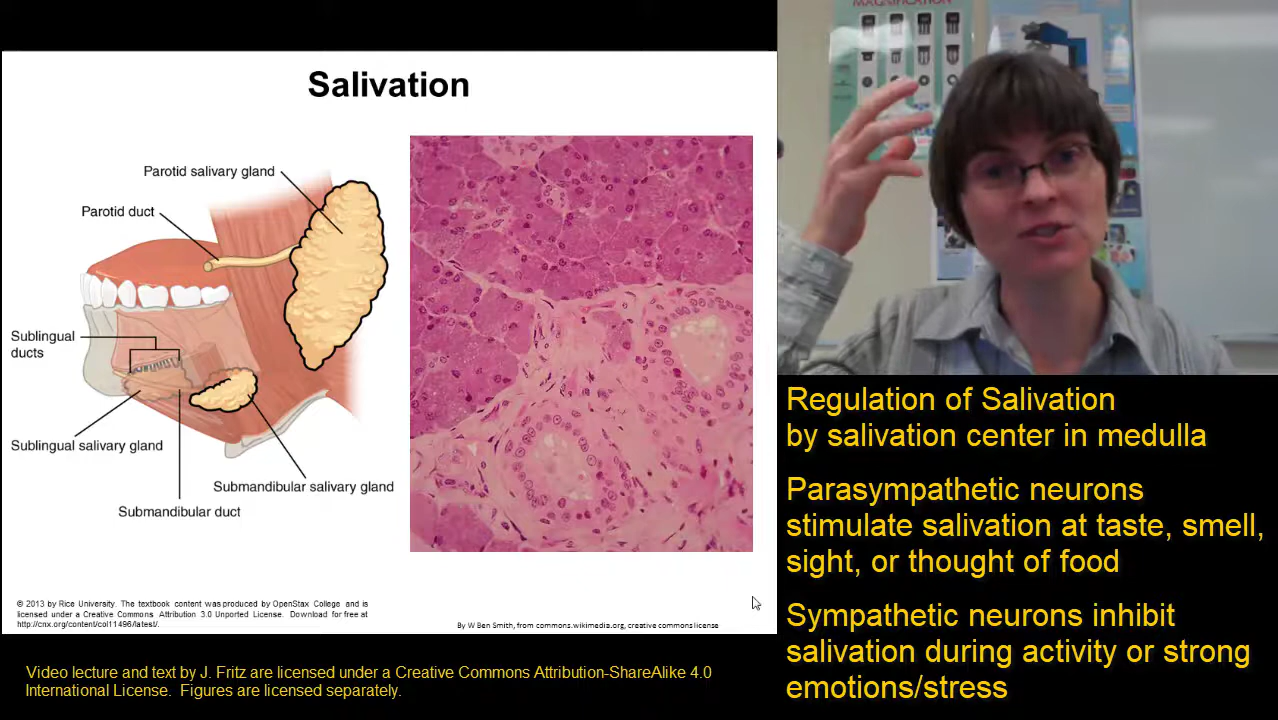 MAGNIFICATION
Salivation
Parotid salivary gland
Parotid duct
Sublingual
ducts
Sublingual salivary gland
Submandibular salivary gland
Submandibular duct
© 2013 by Rice University. The textbook content was produced by OpenStax College and is
licensed under a Creative Commons Attribution 3.0 Unported License. Download for free at
http://cnx.org/content/col11496/latest/.
By W Ben Smith, from commons.wikimedia.org, creative commons license
Regulation of Salivation
by salivation center in medulla
Parasympathetic neurons
stimulate salivation at taste, smell,
sight, or thought of food
Sympathetic neurons inhibit
salivation during activity or strong
emotions/stress
Video lecture and text by J. Fritz are licensed under a Creative Commons Attribution-ShareAlike 4.0
International License.  Figures are licensed separately.